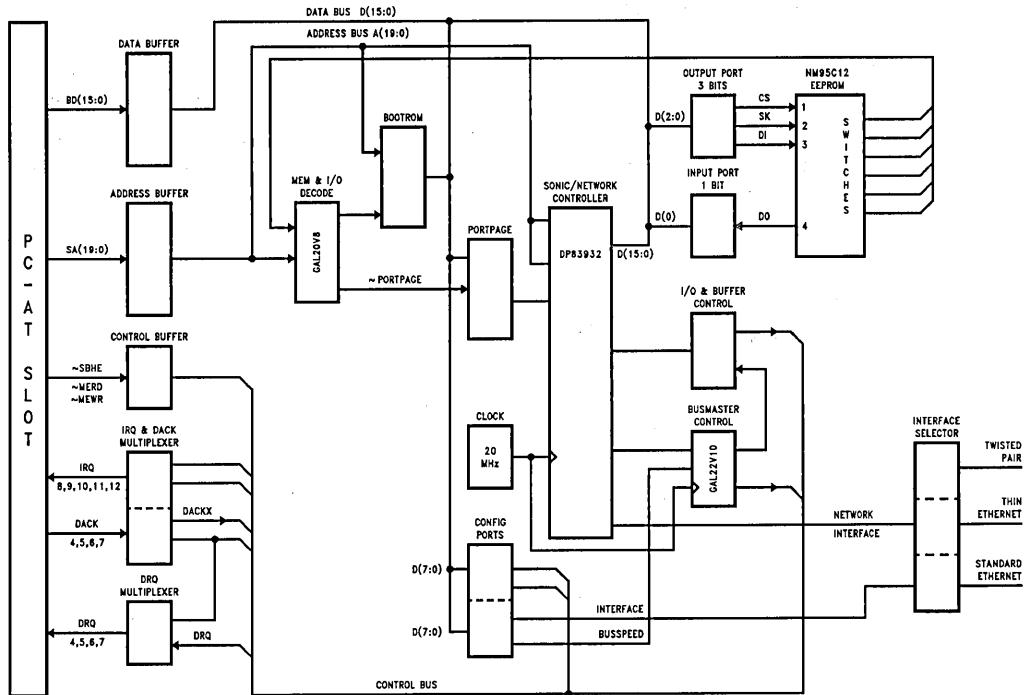 DATA BUS D(15:0)
ADDRESS BUS A(19:0)
DATA BUFFER
BD(15:0)
BOOTROM
OUTPUT PORT
3 BITS
NM95C12
EEPROM
CS
SK
DI
1
2
3
D(2:0)
SWITCHES
INPUT PORT
1 BIT
D(0)
DO
4
ADDRESS BUFFER
MEM & I/O
DECODE
GAL20V8
SA(19:0)
SONIC/NETWORK
CONTROLLER
DP83932
D(15:0)
PORTPAGE
~PORTPAGE
PC-AT SLOT
I/O & BUFFER
CONTROL
CONTROL BUFFER
~SBHE
~MERD
~MEWR
CLOCK
20
MHz
BUSMASTER
CONTROL
GAL22V10
INTERFACE
SELECTOR
TWISTED
PAIR
THIN
ETHERNET
STANDARD
ETHERNET
IRQ & DACK
MULTIPLEXER
IRQ
8,9,10,11,12
DACKX
DACK
4,5,6,7
NETWORK
INTERFACE
CONFIG
PORTS
D(7:0)
D(7:0)
INTERFACE
BUSSPEED
DRQ
MULTIPLEXER
DRQ
4,5,6,7
DRQ
CONTROL BUS